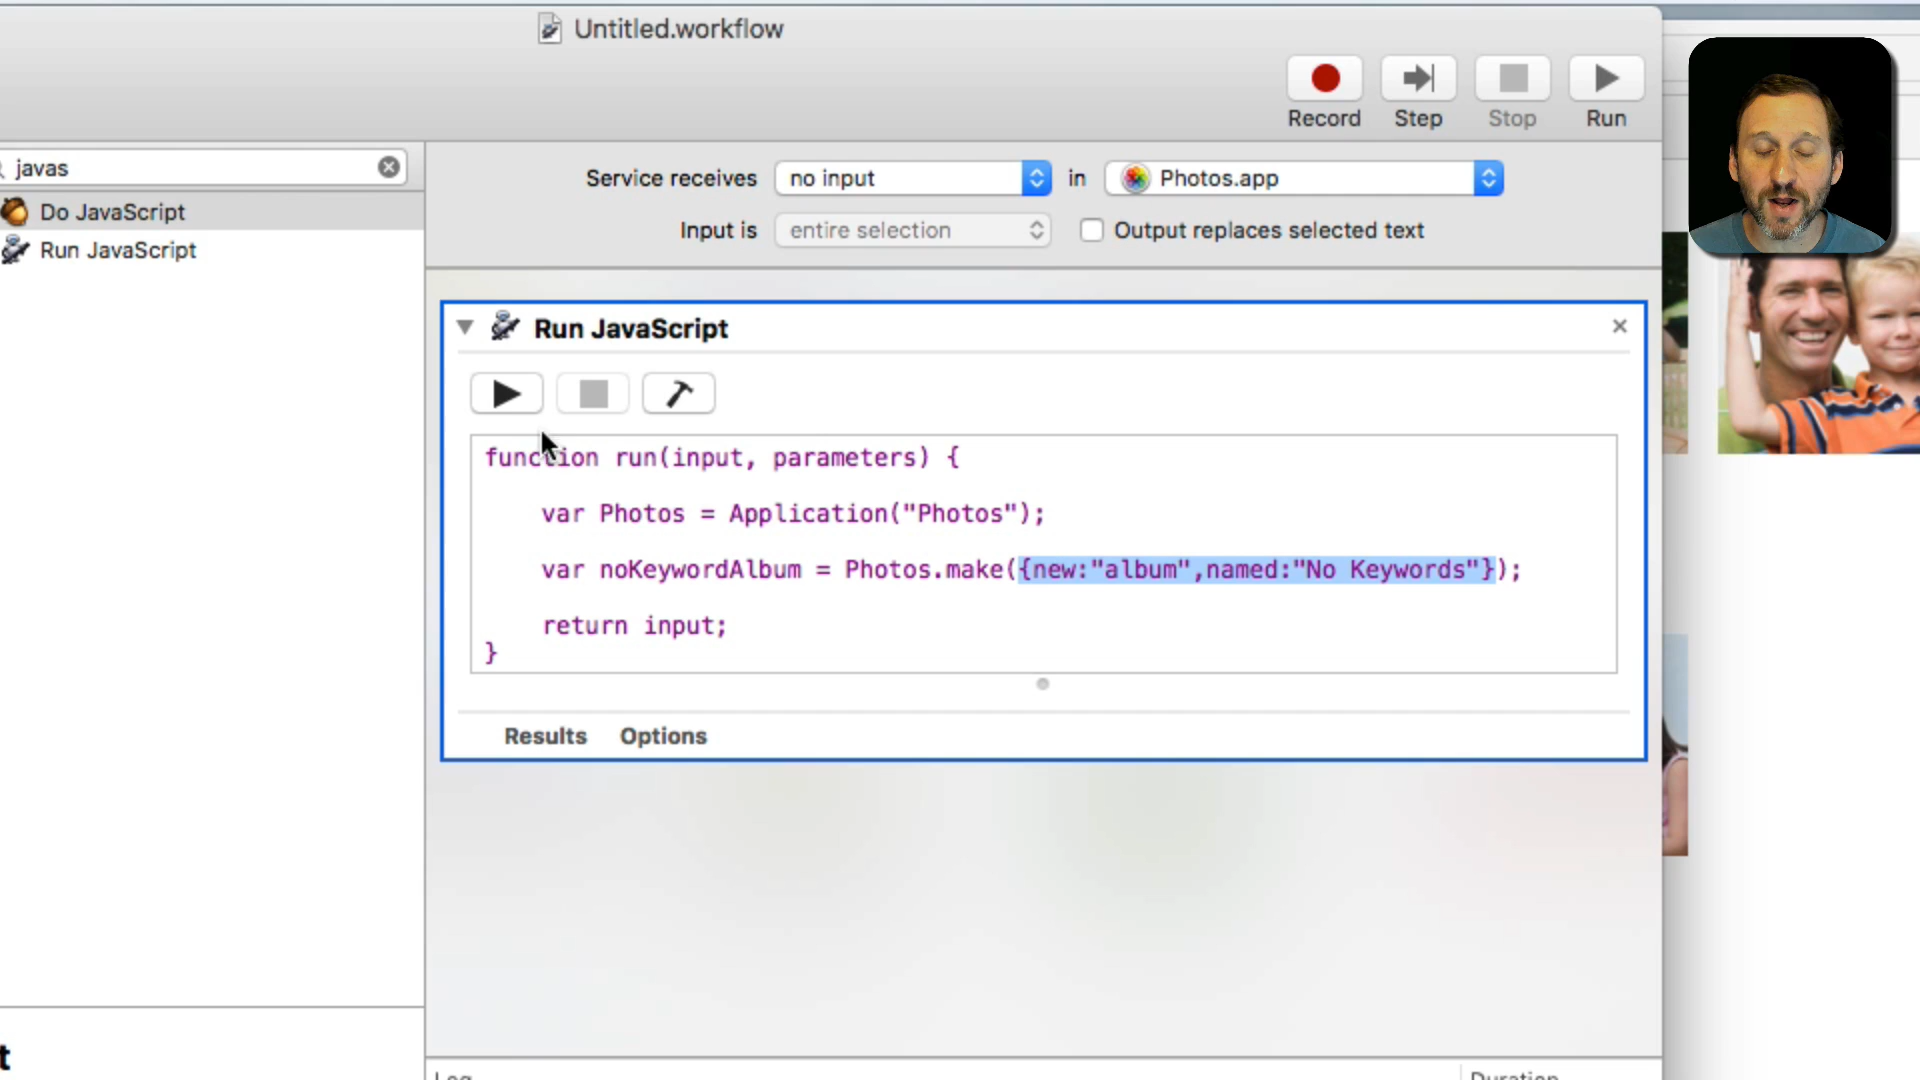 Untitled.workflow
Record Step Stop Run
javas
Do JavaScript
Run JavaScript
Service receives no input in Photos.app
Input is entire selection Output replaces selected text
Run JavaScript
function run(input, parameters) {
var Photos = Application("Photos");
var noKeywordAlbum = Photos.make({new:"album",named:"No Keywords"});
return input;
}
Results Options
t
Log Duration